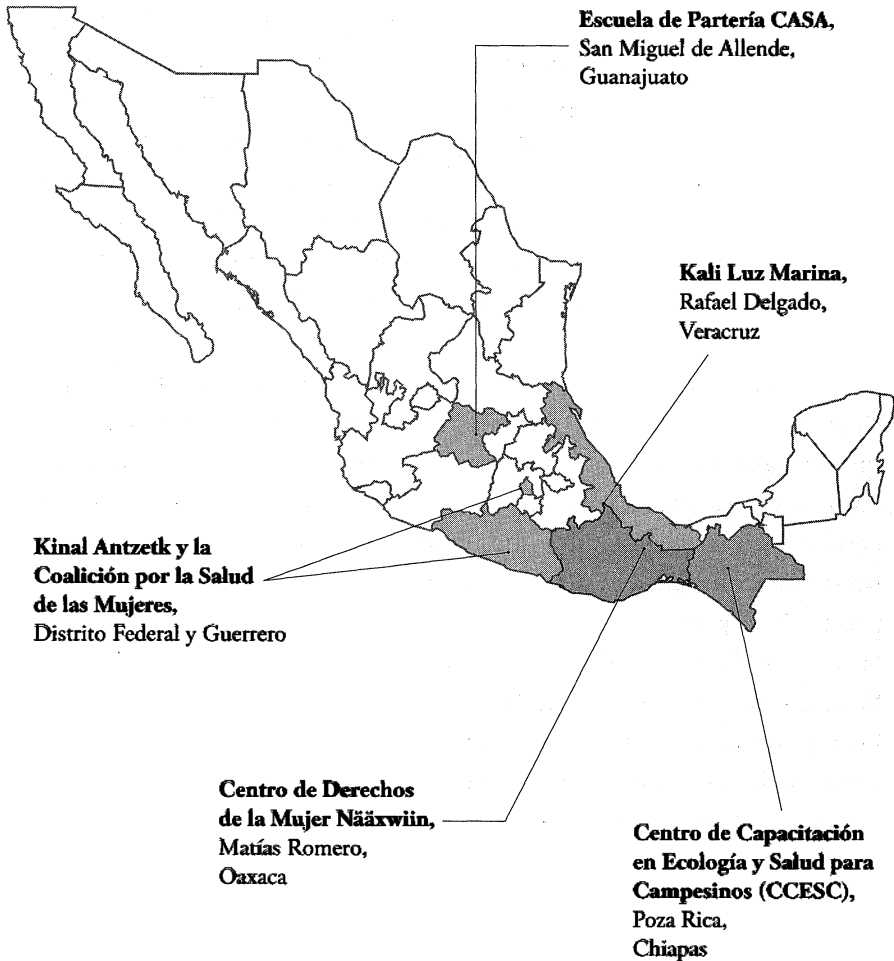 Escuela de Partería CASA,
San Miguel de Allende,
Guanajuato
Kali Luz Marina,
Rafael Delgado,
Veracruz
Kinal Antzetk y la
Coalición por la Salud
de las Mujeres,
Distrito Federal y Guerrero
Centro de Derechos
de la Mujer Nääxwiin,
Matías Romero,
Oaxaca
Centro de Capacitación
en Ecología y Salud para
Campesinos (CCESC),
Poza Rica,
Chiapas